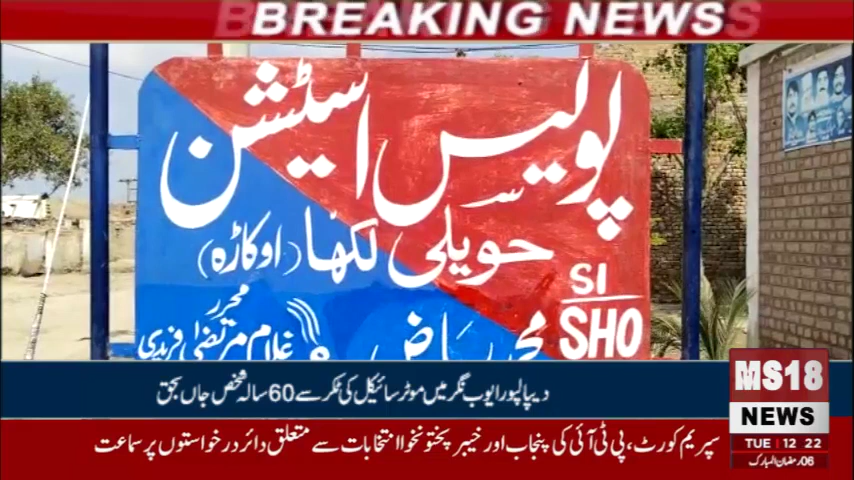 BREAKING NEWS
پولیس اسٹیشن
حویلی لکھا (اوکاڑہ)
SI
SHO
محرر
غلام مرتضیٰ فریدی
محمد ریاض
دیپالپور ایوب نگر میں موٹر سائیکل کی ٹکر سے 60 سالہ شخص جاں بحق
MS18
NEWS
سپریم کورٹ، پی ٹی آئی کی پنجاب اور خیبر پختونخوا انتخابات سے متعلق دائر درخواستوں پر سماعت
TUE 12 22
06 رمضان المبارک